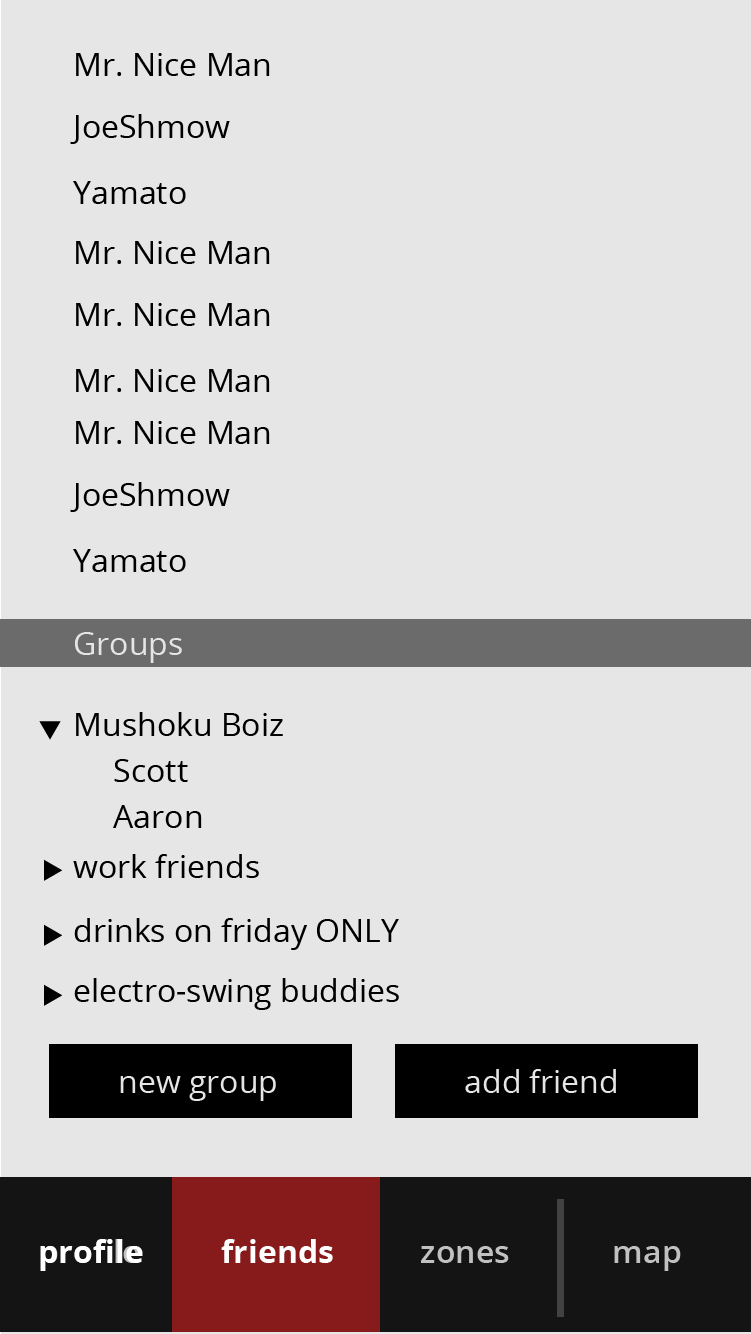 Mr. Nice Man
JoeShmow
Yamato
Mr. Nice Man
Mr. Nice Man
Mr. Nice Man
Mr. Nice Man
JoeShmow
Yamato
Groups
Mushoku Boiz
Scott
Aaron
work friends
drinks on friday ONLY
electro-swing buddies
new group add friend
profile friends zones map